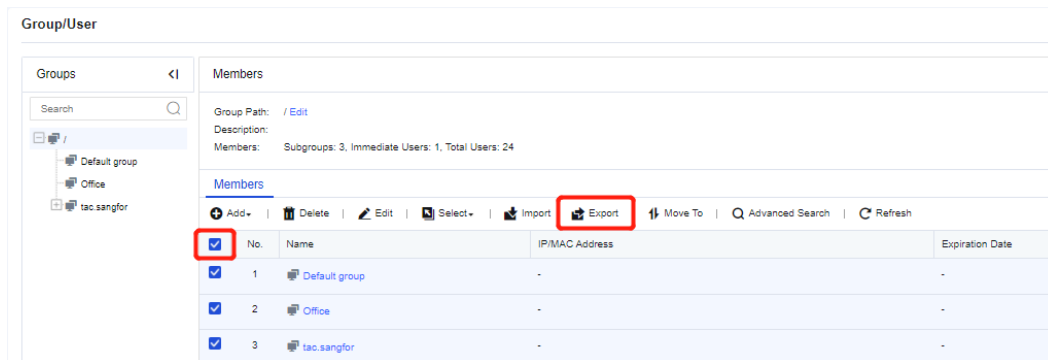 Group/User
Groups
Search
/
Default group
Office
tac.sangfor
Members
Group Path: / Edit
Description:
Members: Subgroups: 3, Immediate Users: 1, Total Users: 24
Members
Add | Delete | Edit | Select | Import Export Move To | Advanced Search | Refresh
No. Name IP/MAC Address Expiration Date
1 Default group - -
2 Office - -
3 tac.sangfor - -